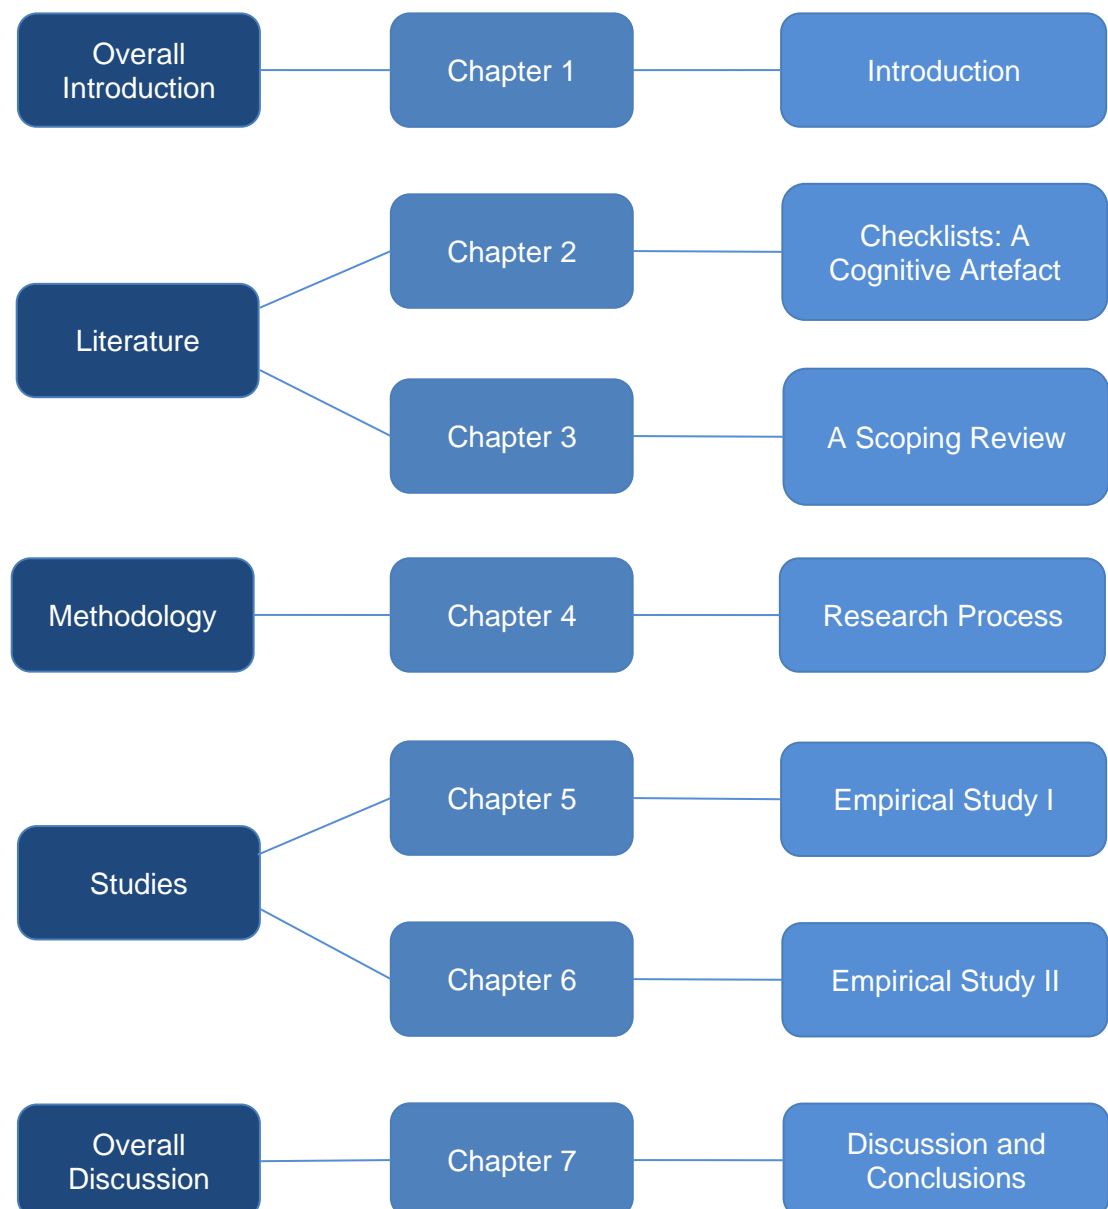 Overall
Introduction
Chapter 1
Introduction
Literature
Chapter 2
Checklists: A
Cognitive Artefact
Chapter 3
A Scoping Review
Methodology
Chapter 4
Research Process
Studies
Chapter 5
Empirical Study I
Chapter 6
Empirical Study II
Overall
Discussion
Chapter 7
Discussion and
Conclusions